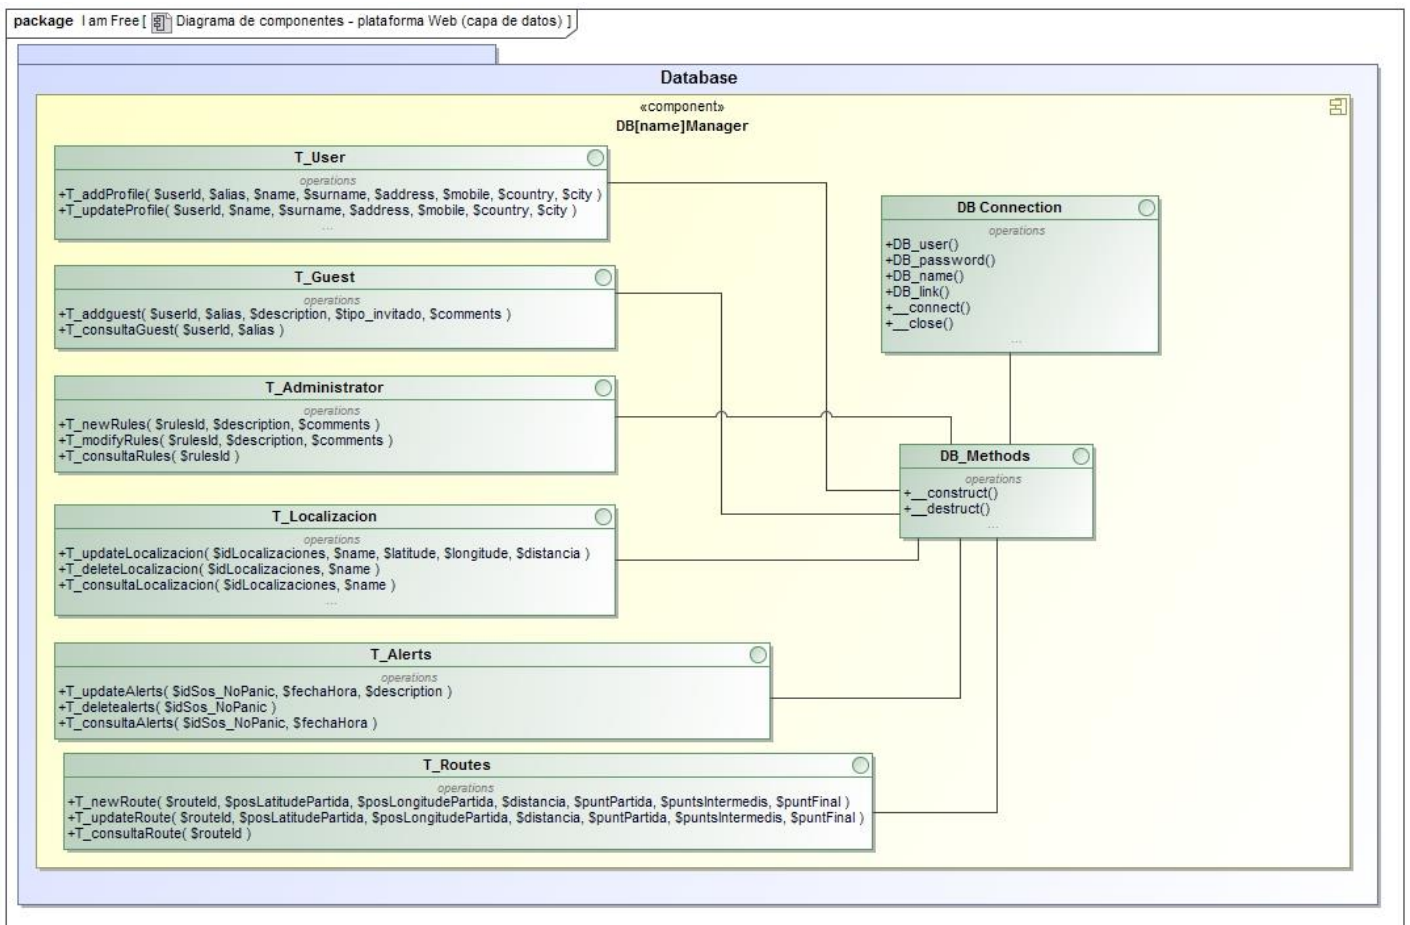 package I am Free [ Diagrama de componentes - plataforma Web (capa de datos) ]
Database
«component»
DB[name]Manager
T_User
operations
+T_addProfile( $userId, $alias, $name, $surname, $address, $mobile, $country, $city )
+T_updateProfile( $userId, $name, $surname, $address, $mobile, $country, $city )
...
T_Guest
operations
+T_addguest( $userId, $alias, $description, $tipo_invitado, $comments )
+T_consultaGuest( $userId, $alias )
T_Administrator
operations
+T_newRules( $rulesId, $description, $comments )
+T_modifyRules( $rulesId, $description, $comments )
+T_consultaRules( $rulesId )
T_Localizacion
operations
+T_updateLocalizacion( $idLocalizaciones, $name, $latitude, $longitude, $distancia )
+T_deleteLocalizacion( $idLocalizaciones, $name )
+T_consultaLocalizacion( $idLocalizaciones, $name )
...
T_Alerts
operations
+T_updateAlerts( $idSos_NoPanic, $fechaHora, $description )
+T_deletealerts( $idSos_NoPanic )
+T_consultaAlerts( $idSos_NoPanic, $fechaHora )
T_Routes
operations
+T_newRoute( $routeId, $posLatitudePartida, $posLongitudePartida, $distancia, $puntPartida, $puntsIntermedis, $puntFinal )
+T_updateRoute( $routeId, $posLatitudePartida, $posLongitudePartida, $distancia, $puntPartida, $puntsIntermedis, $puntFinal )
+T_consultaRoute( $routeId )
DB Connection
operations
+DB_user()
+DB_password()
+DB_name()
+DB_link()
+__connect()
+__close()
...
DB_Methods
operations
+__construct()
+__destruct()
...